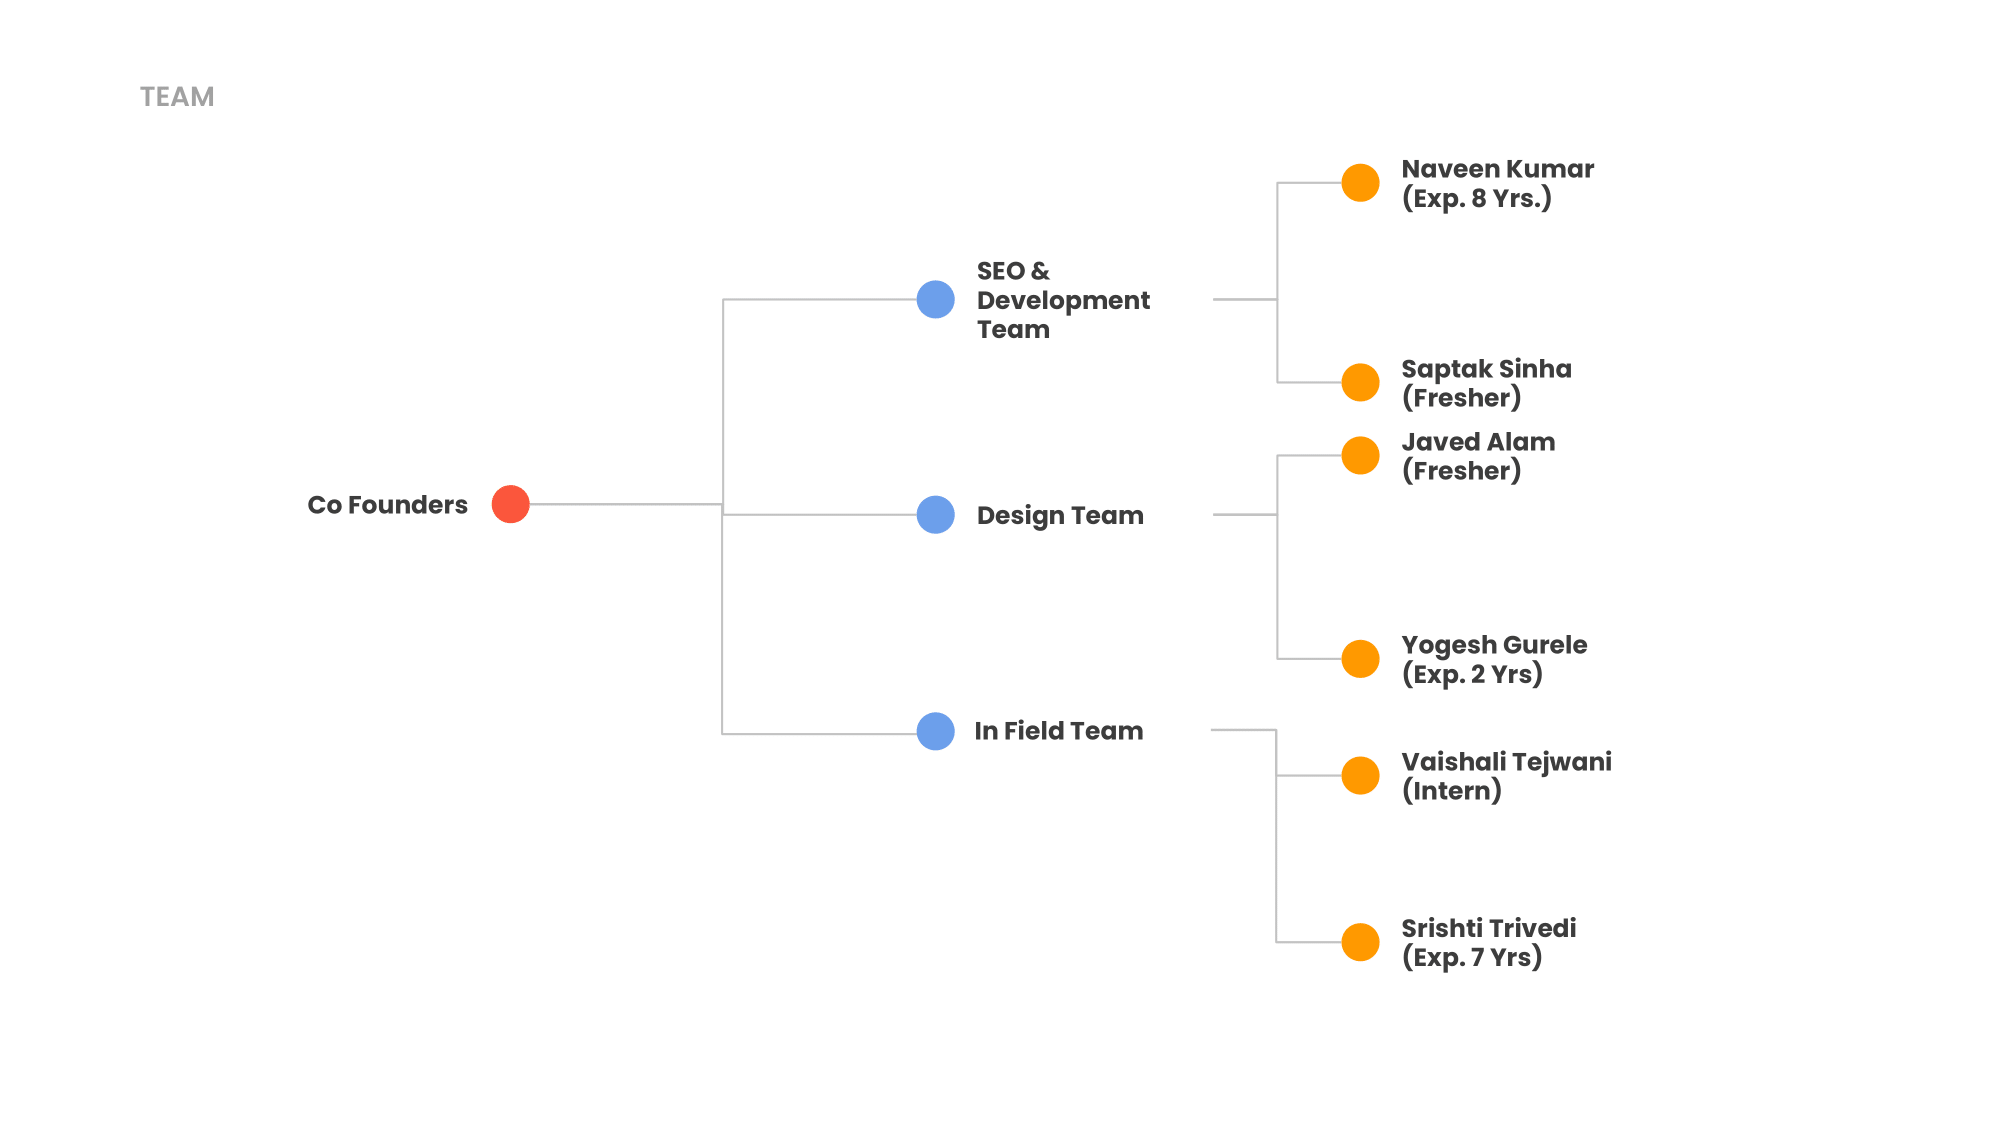 TEAM
Co Founders
SEO &
Development
Team
Naveen Kumar
(Exp. 8 Yrs.)
Saptak Sinha
(Fresher)
Design Team
Javed Alam
(Fresher)
Yogesh Gurele
(Exp. 2 Yrs)
In Field Team
Vaishali Tejwani
(Intern)
Srishti Trivedi
(Exp. 7 Yrs)